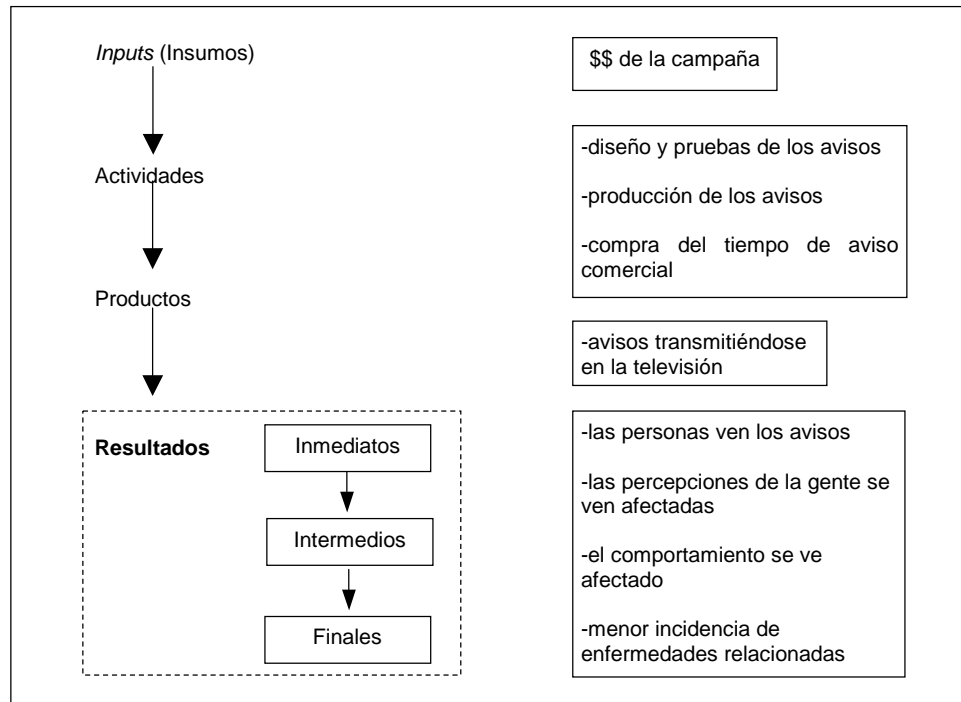 Inputs (Insumos)
$$ de la campaña
Actividades
-diseño y pruebas de los avisos
-producción de los avisos
-compra del tiempo de aviso
comercial
Productos
-avisos transmitiéndose
en la televisión
Resultados
Inmediatos
Intermedios
Finales
-las personas ven los avisos
-las percepciones de la gente se
ven afectadas
-el comportamiento se ve
afectado
-menor incidencia de
enfermedades relacionadas